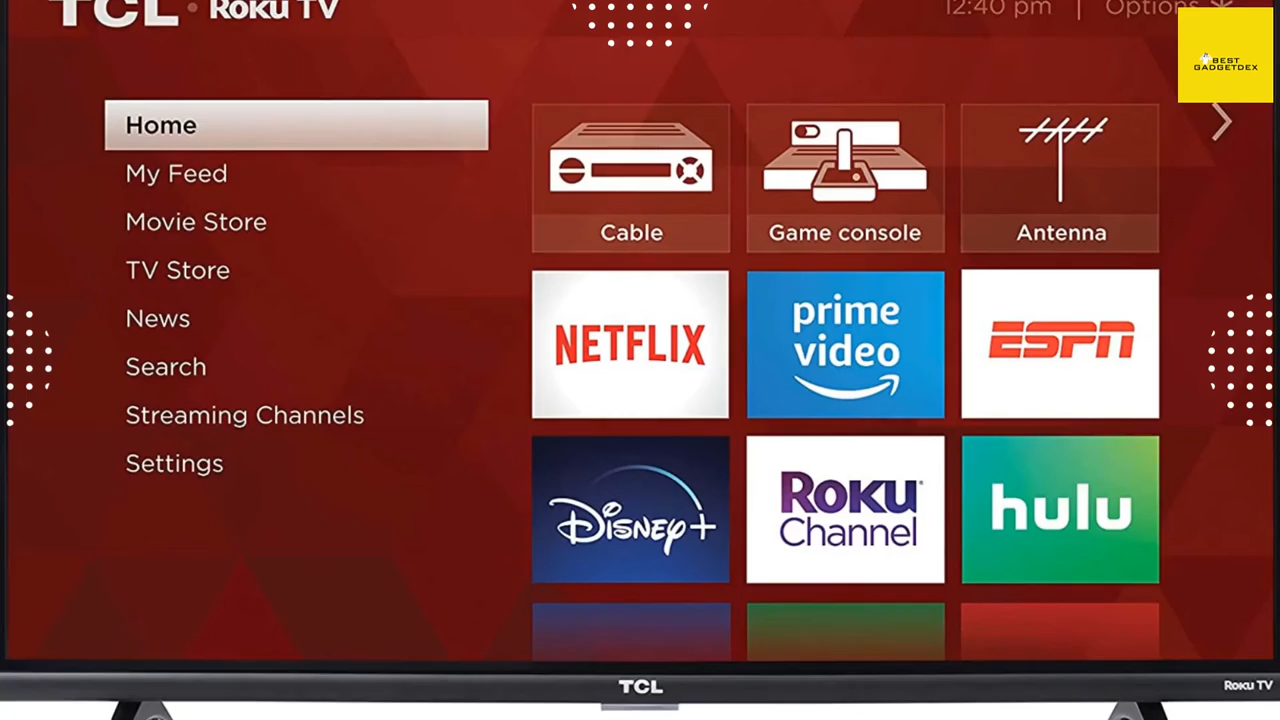 TCL • Roku TV
12:40 pm | Options
#BEST
GADGETDEX
Home
My Feed
Movie Store
TV Store
News
Search
Streaming Channels
Settings
Cable
Game console
Antenna
NETFLIX
prime
video
ESPN
Disney+
Roku
Channel
hulu
TCL
Roku TV